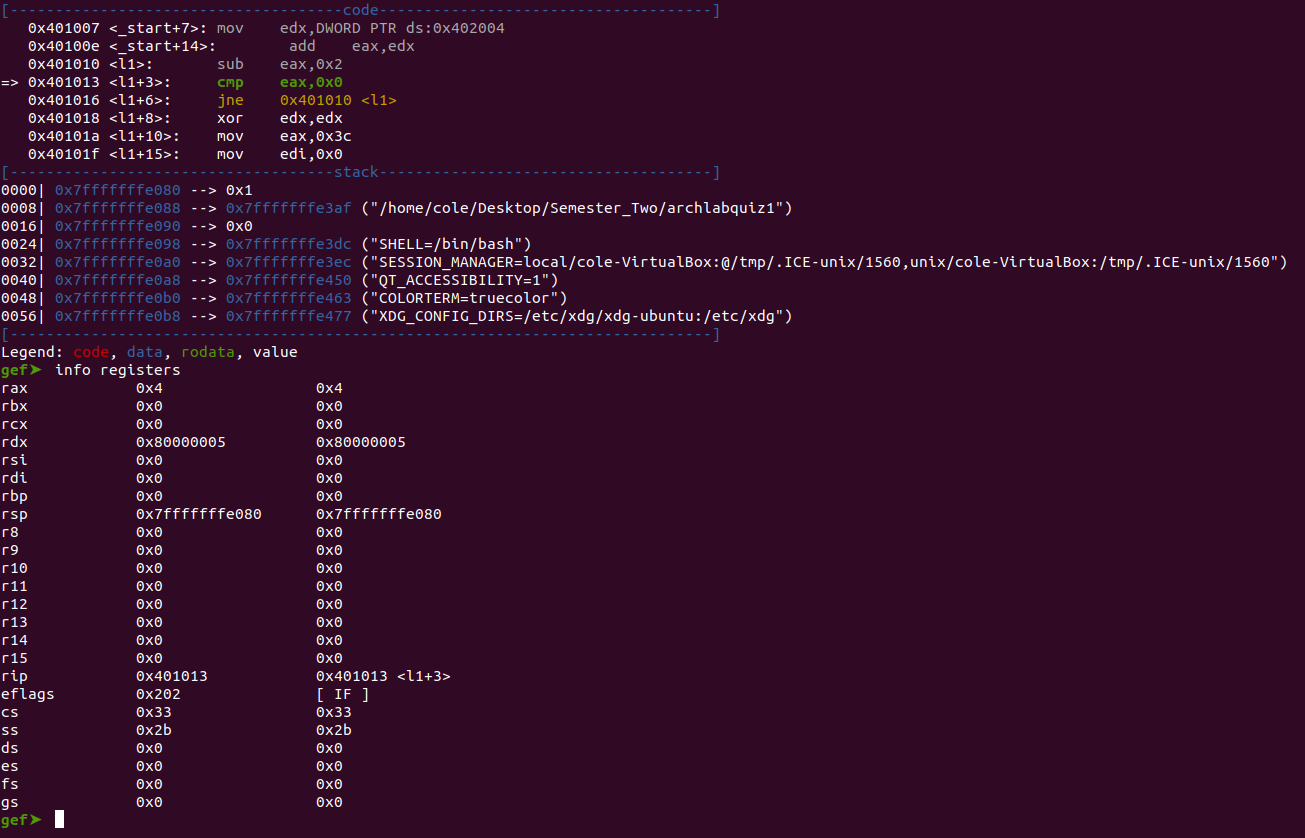 [-------------------------------------code-------------------------------------]
   0x401007 <_start+7>: mov    edx,DWORD PTR ds:0x402004
   0x40100e <_start+14>:        add    eax,edx
   0x401010 <l1>:       sub    eax,0x2
=> 0x401013 <l1+3>:     cmp    eax,0x0
   0x401016 <l1+6>:     jne    0x401010 <l1>
   0x401018 <l1+8>:     xor    edx,edx
   0x40101a <l1+10>:    mov    eax,0x3c
   0x40101f <l1+15>:    mov    edi,0x0
[------------------------------------stack-------------------------------------]
0000| 0x7fffffffe080 --> 0x1
0008| 0x7fffffffe088 --> 0x7fffffffe3af ("/home/cole/Desktop/Semester_Two/archlabquiz1")
0016| 0x7fffffffe090 --> 0x0
0024| 0x7fffffffe098 --> 0x7fffffffe3dc ("SHELL=/bin/bash")
0032| 0x7fffffffe0a0 --> 0x7fffffffe3ec ("SESSION_MANAGER=local/cole-VirtualBox:@/tmp/.ICE-unix/1560,unix/cole-VirtualBox:/tmp/.ICE-unix/1560")
0040| 0x7fffffffe0a8 --> 0x7fffffffe450 ("QT_ACCESSIBILITY=1")
0048| 0x7fffffffe0b0 --> 0x7fffffffe463 ("COLORTERM=truecolor")
0056| 0x7fffffffe0b8 --> 0x7fffffffe477 ("XDG_CONFIG_DIRS=/etc/xdg/xdg-ubuntu:/etc/xdg")
[------------------------------------------------------------------------------]
Legend: code, data, rodata, value
gef➤  info registers
rax            0x4                 0x4
rbx            0x0                 0x0
rcx            0x0                 0x0
rdx            0x80000005          0x80000005
rsi            0x0                 0x0
rdi            0x0                 0x0
rbp            0x0                 0x0
rsp            0x7fffffffe080      0x7fffffffe080
r8             0x0                 0x0
r9             0x0                 0x0
r10            0x0                 0x0
r11            0x0                 0x0
r12            0x0                 0x0
r13            0x0                 0x0
r14            0x0                 0x0
r15            0x0                 0x0
rip            0x401013            0x401013 <l1+3>
eflags         0x202               [ IF ]
cs             0x33                0x33
ss             0x2b                0x2b
ds             0x0                 0x0
es             0x0                 0x0
fs             0x0                 0x0
gs             0x0                 0x0
gef➤